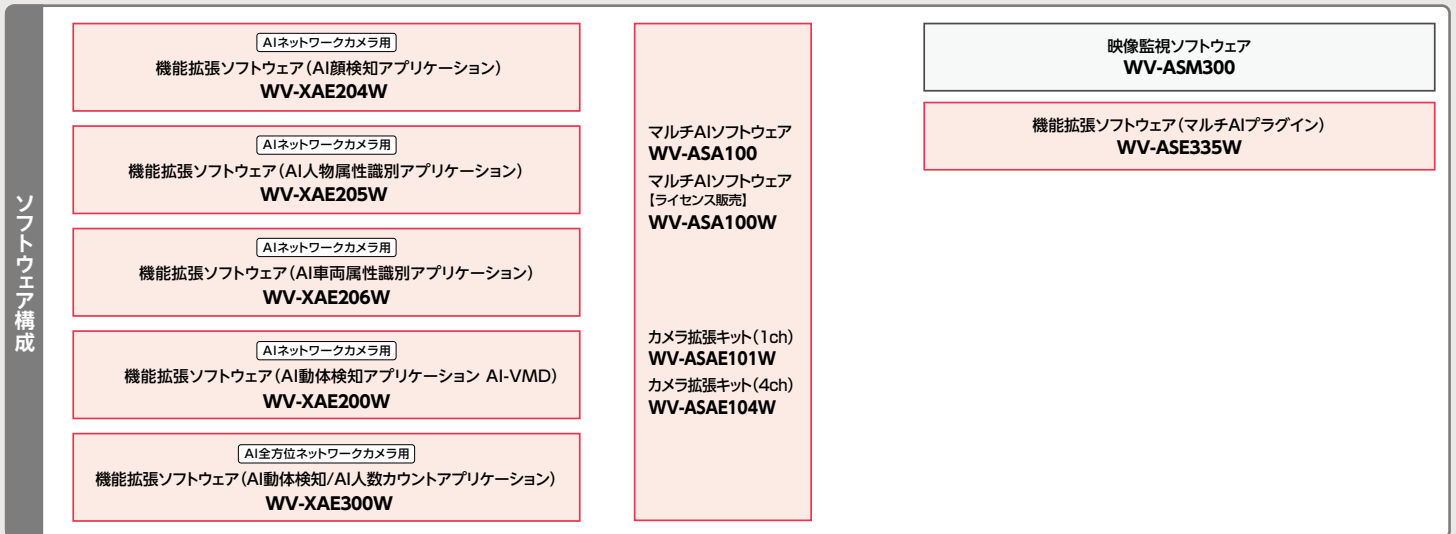 ソフトウェア構成
AIネットワークカメラ用
機能拡張ソフトウェア(AI顔検知アプリケーション)
WV-XAE204W
AIネットワークカメラ用
機能拡張ソフトウェア(AI人物属性識別アプリケーション)
WV-XAE205W
AIネットワークカメラ用
機能拡張ソフトウェア(AI車両属性識別アプリケーション)
WV-XAE206W
AIネットワークカメラ用
機能拡張ソフトウェア(AI動体検知アプリケーション AI-VMD)
WV-XAE200W
AI全方位ネットワークカメラ用
機能拡張ソフトウェア(AI動体検知/AI人数カウントアプリケーション)
WV-XAE300W
マルチAIソフトウェア
WV-ASA100
マルチAIソフトウェア
【ライセンス販売】
WV-ASA100W
カメラ拡張キット(1ch)
WV-ASAE101W
カメラ拡張キット(4ch)
WV-ASAE104W
映像監視ソフトウェア
WV-ASM300
機能拡張ソフトウェア(マルチAIプラグイン)
WV-ASE335W